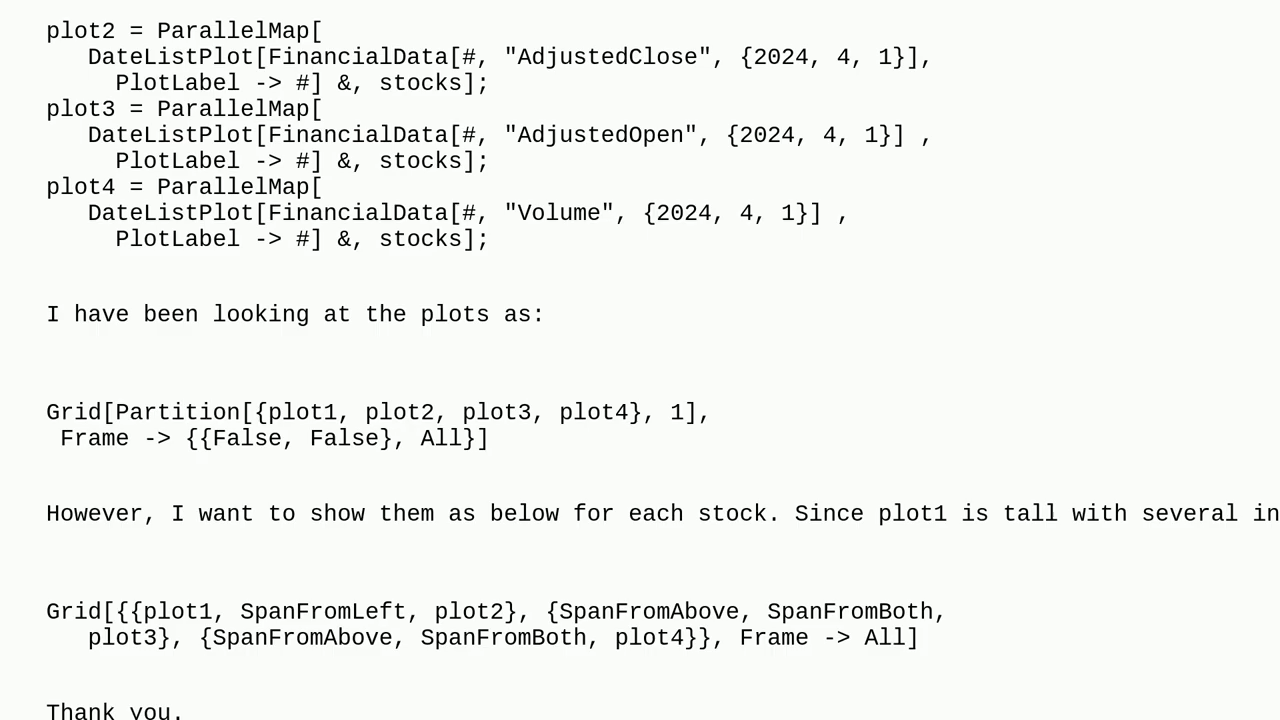 plot2 = ParallelMap[
   DateListPlot[FinancialData[#, "AdjustedClose", {2024, 4, 1}],
     PlotLabel -> #] &, stocks];
plot3 = ParallelMap[
   DateListPlot[FinancialData[#, "AdjustedOpen", {2024, 4, 1}] ,
     PlotLabel -> #] &, stocks];
plot4 = ParallelMap[
   DateListPlot[FinancialData[#, "Volume", {2024, 4, 1}] ,
     PlotLabel -> #] &, stocks];
I have been looking at the plots as:
Grid[Partition[{plot1, plot2, plot3, plot4}, 1],
 Frame -> {{False, False}, All}]
However, I want to show them as below for each stock. Since plot1 is tall with several in
Grid[{{plot1, SpanFromLeft, plot2}, {SpanFromAbove, SpanFromBoth,
   plot3}, {SpanFromAbove, SpanFromBoth, plot4}}, Frame -> All]
Thank you.